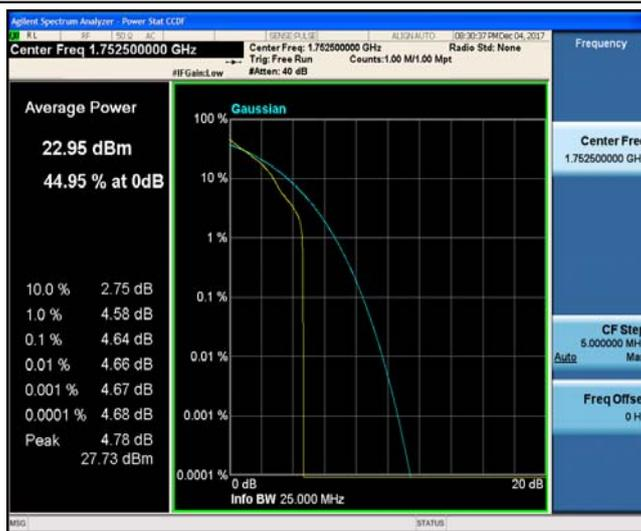 Agilent Spectrum Analyzer - Power Stat CCDF
RL RF 50 Ω AC SENSE:PULSE ALIGN AUTO 08:30:37 PM Dec 04, 2017
Center Freq 1.752500000 GHz
Center Freq: 1.752500000 GHz Radio Std: None
Trig: Free Run Counts:1.00 M/1.00 Mpt
#IFGain:Low #Atten: 40 dB
Frequency
Average Power
22.95 dBm
44.95 % at 0dB
10.0 % 2.75 dB
1.0 % 4.58 dB
0.1 % 4.64 dB
0.01 % 4.66 dB
0.001 % 4.67 dB
0.0001 % 4.68 dB
Peak 4.78 dB
27.73 dBm
Gaussian
100 %
10 %
1 %
0.1 %
0.01 %
0.001 %
0.0001 %
0 dB 20 dB
Info BW 25.000 MHz
Center Fre
1.752500000 GH
CF Step
5.000000 MH
Auto Ma
Freq Offse
0 H
MSG STATUS